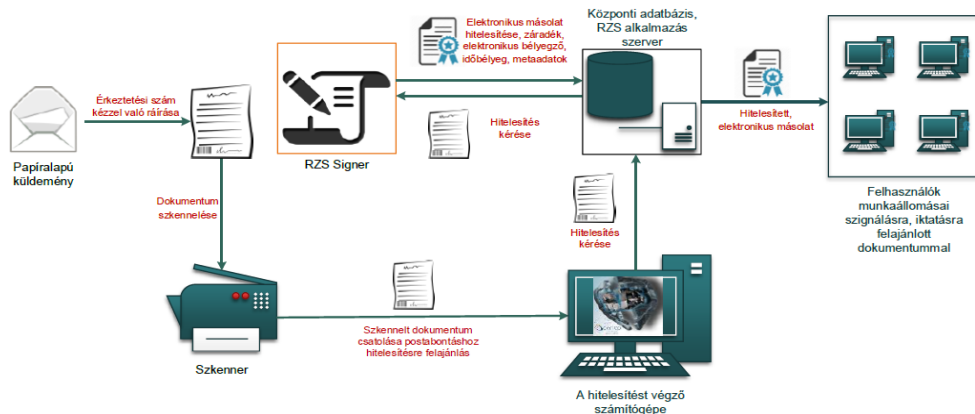 Papíralapú
küldemény
Érkeztetési szám
kézzel való ráírása
Dokumentum
szkennelése
Szkenner
Szkennelt dokumentum
csatolása postabontáshoz
hitelesítésre felajánlás
A hitelesítést végző
számítógépe
Hitelesítés
kérése
RZS Signer
Hitelesítés
kérése
Elektronikus másolat
hitelesítése, záradék,
elektronikus bélyegző,
időbélyeg, metaadatok
Központi adatbázis,
RZS alkalmazás
szerver
Hitelesített,
elektronikus másolat
Felhasználók
munkaállomásai
szignálásra, iktatásra
felajánlott
dokumentummal